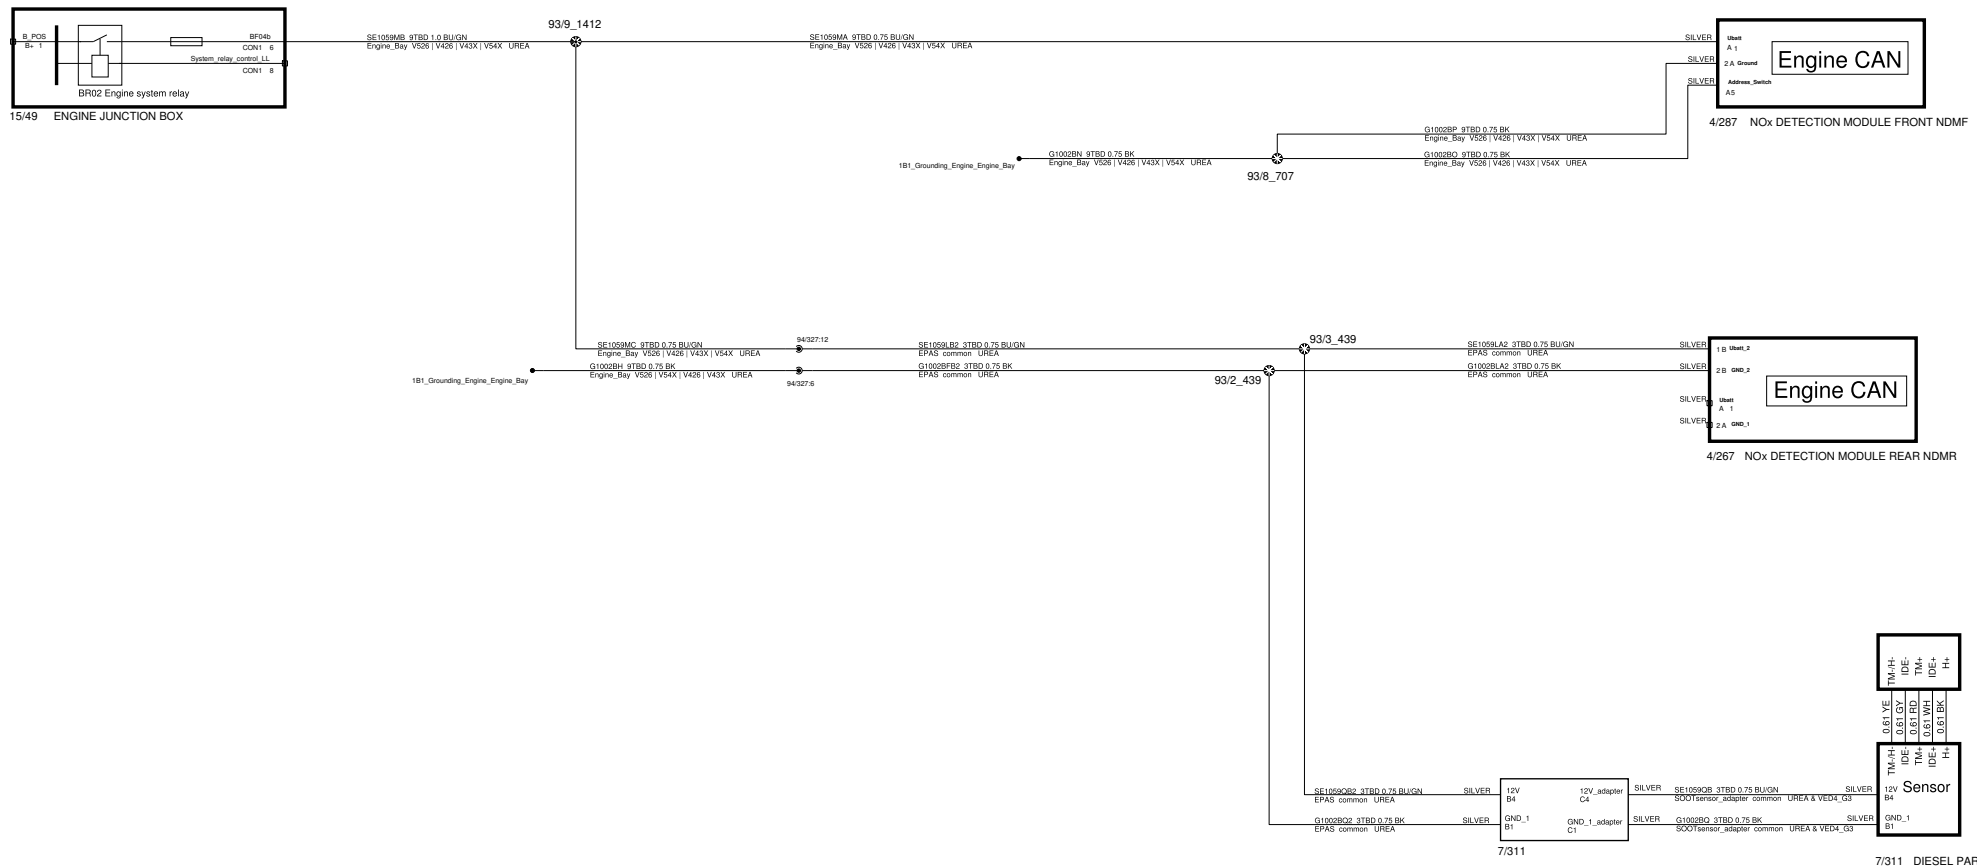 B_POS
B+ 1
BF04b
CON1 6
System_relay_control_LL
CON1 8
BR02 Engine system relay
15/49 ENGINE JUNCTION BOX
SE1059MB 9TBD 1.0 BU/GN
Engine_Bay V526 | V426 | V43X | V54X UREA
93/9_1412
SE1059MA 9TBD 0.75 BU/GN
Engine_Bay V526 | V426 | V43X | V54X UREA
SILVER
SILVER
SILVER
Ubatt
A 1
2 A Ground
Address_Switch
A5
Engine CAN
4/287 NOx DETECTION MODULE FRONT NDMF
G1002BP 9TBD 0.75 BK
Engine_Bay V526 | V426 | V43X | V54X UREA
1B1_Grounding_Engine_Engine_Bay
G1002BN 9TBD 0.75 BK
Engine_Bay V526 | V426 | V43X | V54X UREA
93/8_707
G1002BO 9TBD 0.75 BK
Engine_Bay V526 | V426 | V43X | V54X UREA
SE1059MC 9TBD 0.75 BU/GN
Engine_Bay V526 | V426 | V43X | V54X UREA
94/327:12
SE1059LB2 3TBD 0.75 BU/GN
EPAS common UREA
93/3_439
SE1059LA2 3TBD 0.75 BU/GN
EPAS common UREA
SILVER
1 B Ubatt_2
1B1_Grounding_Engine_Engine_Bay
G1002BH 9TBD 0.75 BK
Engine_Bay V526 | V54X | V426 | V43X UREA
94/327:6
G1002BFB2 3TBD 0.75 BK
EPAS common UREA
93/2_439
G1002BLA2 3TBD 0.75 BK
EPAS common UREA
SILVER
2 B GND_2
SILVER
Ubatt
A 1
SILVER
2 A GND_1
Engine CAN
4/267 NOx DETECTION MODULE REAR NDMR
TM-/H-
IDE-
TM+
IDE+
H+
0.61 YE
0.61 GY
0.61 RD
0.61 WH
0.61 BK
TM-/H-
IDE-
TM+
IDE+
H+
Sensor
SE1059QB2 3TBD 0.75 BU/GN
EPAS common UREA
SILVER
12V
B4
12V_adapter
C4
SILVER
SE1059QB 3TBD 0.75 BU/GN
SOOTsensor_adapter common UREA & VED4_G3
SILVER
12V
B4
G1002BQ2 3TBD 0.75 BK
EPAS common UREA
SILVER
GND_1
B1
GND_1_adapter
C1
SILVER
G1002BQ 3TBD 0.75 BK
SOOTsensor_adapter common UREA & VED4_G3
SILVER
GND_1
B1
7/311
7/311 DIESEL PAR